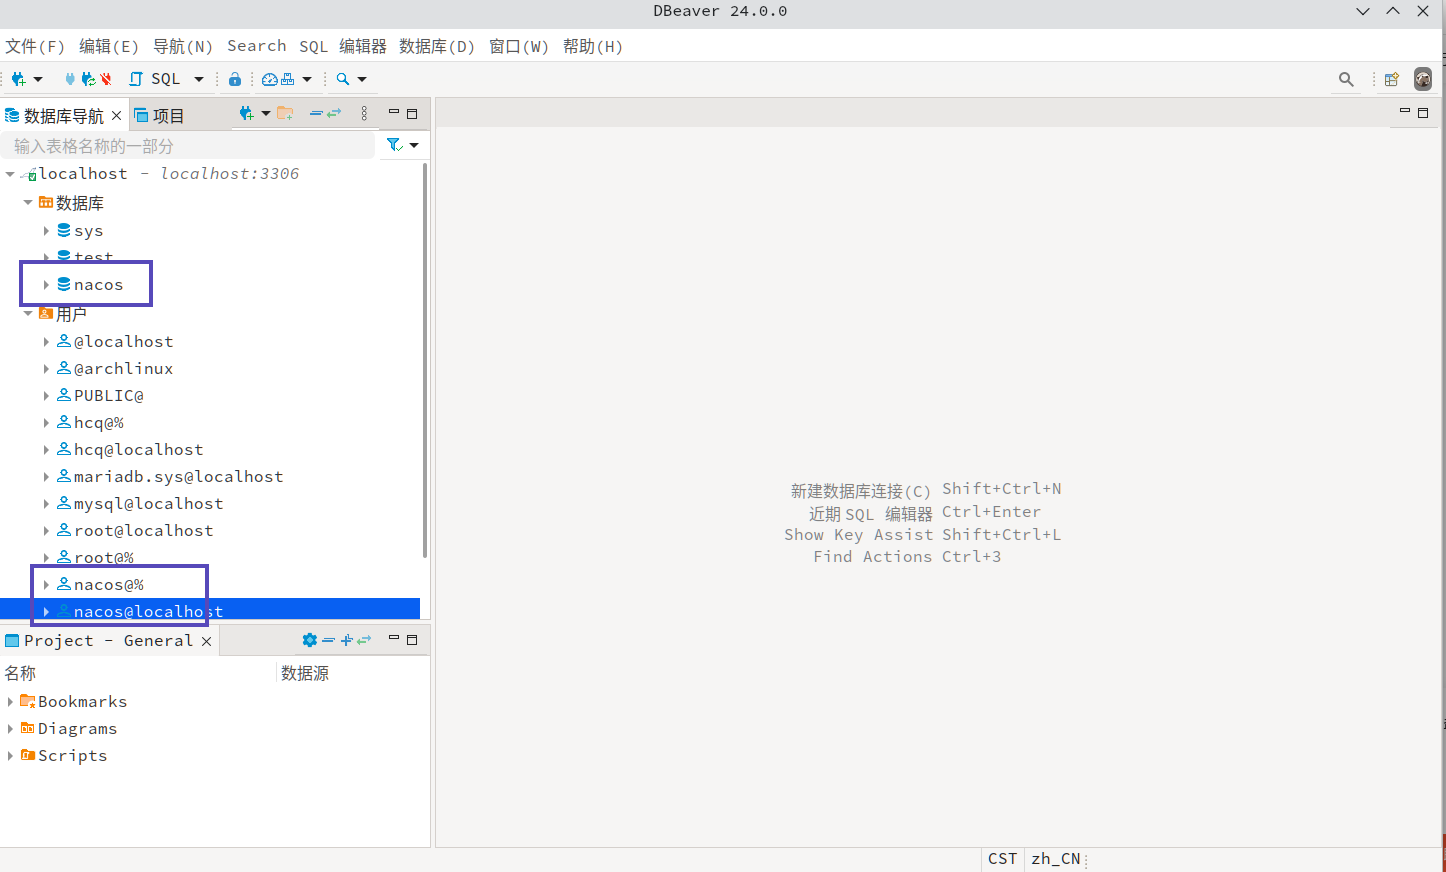 DBeaver 24.0.0
文件(F) 编辑(E) 导航(N) Search SQL 编辑器 数据库(D) 窗口(W) 帮助(H)
SQL
数据库导航 项目
输入表格名称的一部分
localhost - localhost:3306
数据库
sys
test
nacos
用户
@localhost
@archlinux
PUBLIC@
hcq@%
hcq@localhost
mariadb.sys@localhost
mysql@localhost
root@localhost
root@%
nacos@%
nacos@localhost
新建数据库连接(C) Shift+Ctrl+N
近期 SQL 编辑器 Ctrl+Enter
Show Key Assist Shift+Ctrl+L
Find Actions Ctrl+3
Project - General
名称 数据源
Bookmarks
Diagrams
Scripts
CST zh_CN